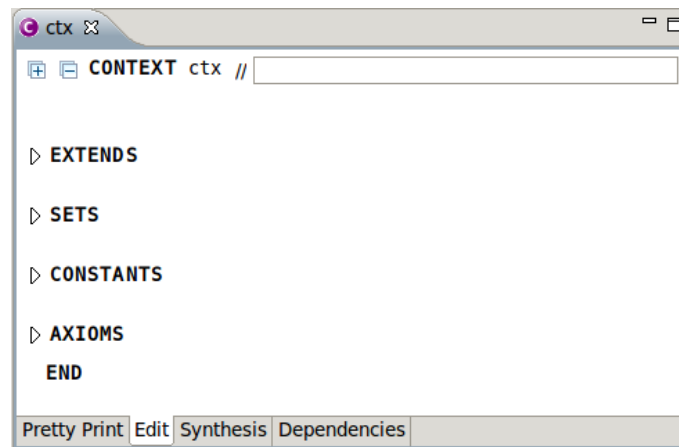 ctx
CONTEXT ctx //
EXTENDS
SETS
CONSTANTS
AXIOMS
END
Pretty Print Edit Synthesis Dependencies